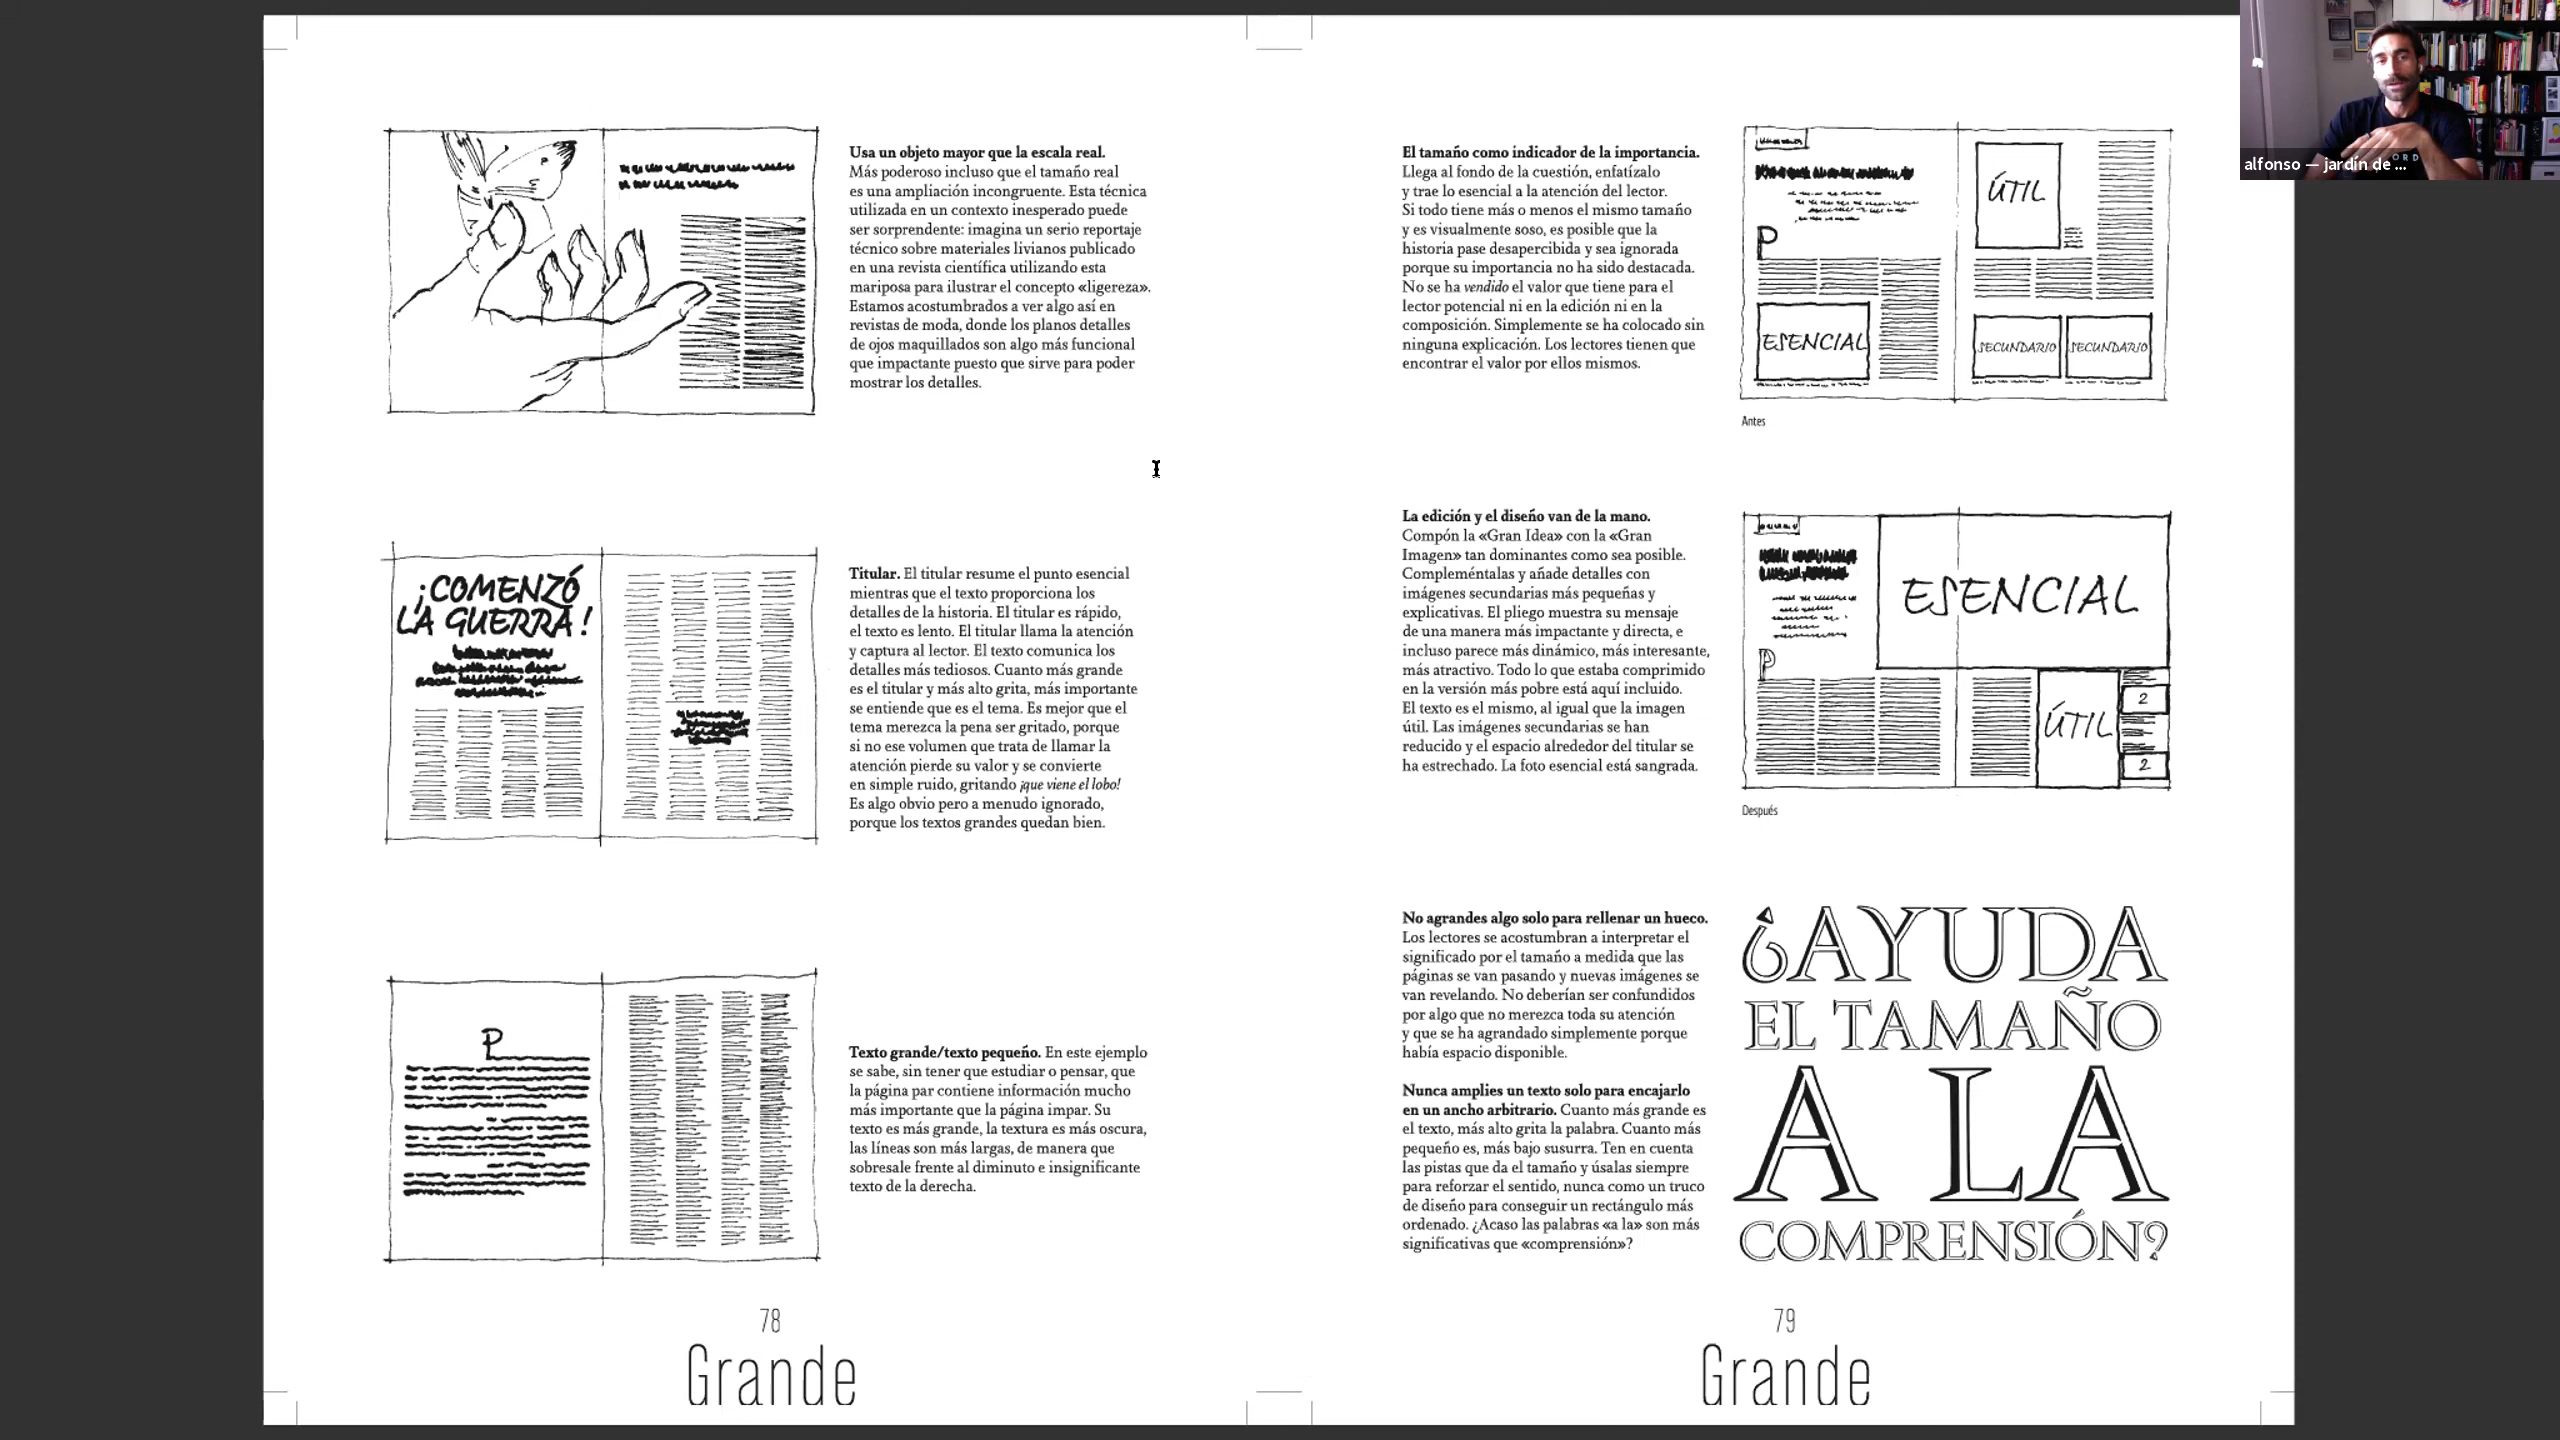 Usa un objeto mayor que la escala real.
Más poderoso incluso que el tamaño real
es una ampliación incongruente. Esta técnica
utilizada en un contexto inesperado puede
ser sorprendente: imagina un serio reportaje
técnico sobre materiales livianos publicado
en una revista científica utilizando esta
mariposa para ilustrar el concepto «ligereza».
Estamos acostumbrados a ver algo así en
revistas de moda, donde los planos detalles
de ojos maquillados son algo más funcional
que impactante puesto que sirve para poder
mostrar los detalles.
¡COMENZÓ
LA GUERRA!
Titular. El titular resume el punto esencial
mientras que el texto proporciona los
detalles de la historia. El titular es rápido,
el texto es lento. El titular llama la atención
y captura al lector. El texto comunica los
detalles más tediosos. Cuanto más grande
es el titular y más alto grita, más importante
se entiende que es el tema. Es mejor que el
tema merezca la pena ser gritado, porque
si no ese volumen que trata de llamar la
atención pierde su valor y se convierte
en simple ruido, gritando ¡que viene el lobo!
Es algo obvio pero a menudo ignorado,
porque los textos grandes quedan bien.
P
Texto grande/texto pequeño. En este ejemplo
se sabe, sin tener que estudiar o pensar, que
la página par contiene información mucho
más importante que la página impar. Su
texto es más grande, la textura es más oscura,
las líneas son más largas, de manera que
sobresale frente al diminuto e insignificante
texto de la derecha.
78
Grande
El tamaño como indicador de la importancia.
Llega al fondo de la cuestión, enfatízalo
y trae lo esencial a la atención del lector.
Si todo tiene más o menos el mismo tamaño
y es visualmente soso, es posible que la
historia pase desapercibida y sea ignorada
porque su importancia no ha sido destacada.
No se ha vendido el valor que tiene para el
lector potencial ni en la edición ni en la
composición. Simplemente se ha colocado sin
ninguna explicación. Los lectores tienen que
encontrar el valor por ellos mismos.
P
ÚTIL
ESENCIAL
SECUNDARIO
SECUNDARIO
Antes
La edición y el diseño van de la mano.
Compón la «Gran Idea» con la «Gran
Imagen» tan dominantes como sea posible.
Compleméntalas y añade detalles con
imágenes secundarias más pequeñas y
explicativas. El pliego muestra su mensaje
de una manera más impactante y directa, e
incluso parece más dinámico, más interesante,
más atractivo. Todo lo que estaba comprimido
en la versión más pobre está aquí incluido.
El texto es el mismo, al igual que la imagen
útil. Las imágenes secundarias se han
reducido y el espacio alrededor del titular se
ha estrechado. La foto esencial está sangrada.
ESENCIAL
P
ÚTIL
2
2
Después
No agrandes algo solo para rellenar un hueco.
Los lectores se acostumbran a interpretar el
significado por el tamaño a medida que las
páginas se van pasando y nuevas imágenes se
van revelando. No deberían ser confundidos
por algo que no merezca toda su atención
y que se ha agrandado simplemente porque
había espacio disponible.
Nunca amplies un texto solo para encajarlo
en un ancho arbitrario. Cuanto más grande es
el texto, más alto grita la palabra. Cuanto más
pequeño es, más bajo susurra. Ten en cuenta
las pistas que da el tamaño y úsalas siempre
para reforzar el sentido, nunca como un truco
de diseño para conseguir un rectángulo más
ordenado. ¿Acaso las palabras «a la» son más
significativas que «comprensión»?
¿AYUDA
EL TAMAÑO
A LA
COMPRENSIÓN?
79
Grande
alfonso — jardín de ...